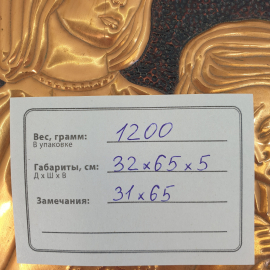 Вес, грамм: 1200
В упаковке
Габариты, см: 32 x 65 x 5
Д x Ш x В
Замечания: 31 x 65